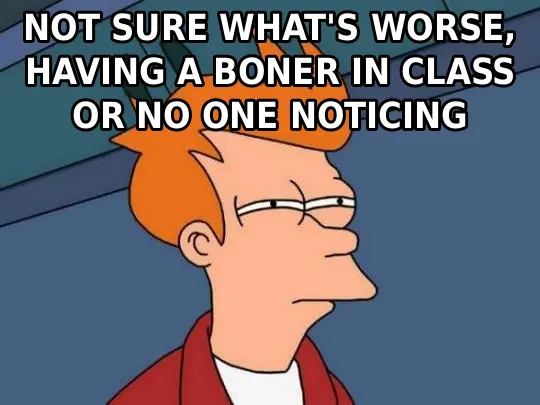 NOT SURE WHAT'S WORSE,
HAVING A BONER IN CLASS
OR NO ONE NOTICING